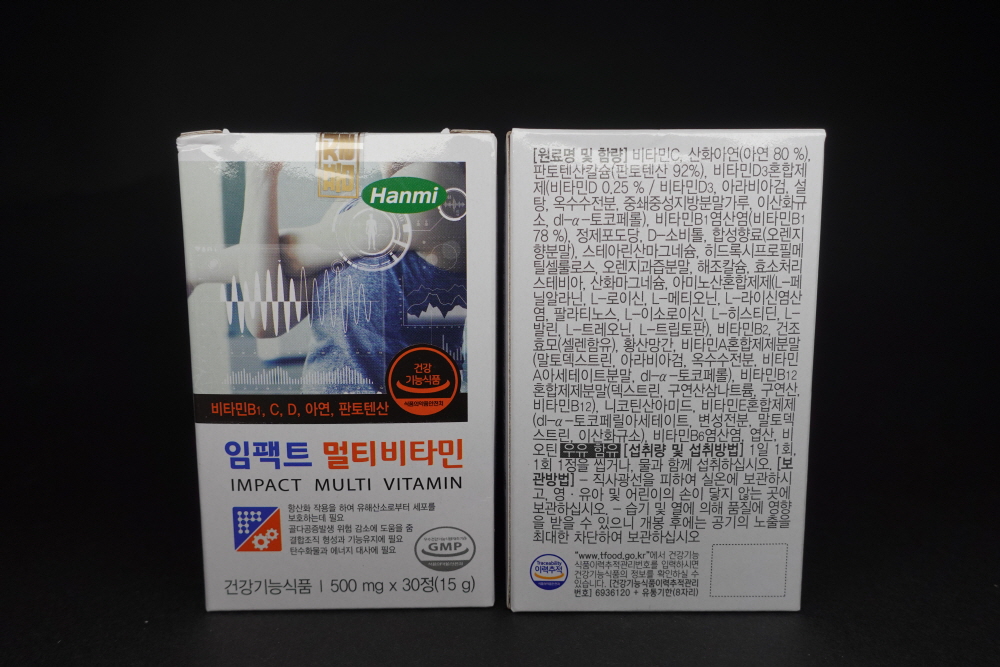 Hanmi
건강
기능식품
식품의약품안전처
비타민B1, C, D, 아연, 판토텐산
임팩트 멀티비타민
IMPACT MULTI VITAMIN
항산화 작용을 하여 유해산소로부터 세포를
보호하는데 필요
골다공증발생 위험 감소에 도움을 줌
결합조직 형성과 기능유지에 필요
탄수화물과 에너지 대사에 필요
GMP
식품의약품안전처
건강기능식품 | 500 mg x 30정(15 g)
[원료명 및 함량] 비타민C, 산화아연(아연 80 %),
판토텐산칼슘(판토텐산 92%), 비타민D3혼합제
제(비타민D 0.25 % / 비타민D3, 아라비아검, 설
탕, 옥수수전분, 중쇄중성지방분말가루, 이산화규
소, dl-α-토코페롤), 비타민B1염산염(비타민B1
78 %), 정제포도당, D-소비톨, 합성향료(오렌지
향분말), 스테아린산마그네슘, 히드록시프로필메
틸셀룰로스, 오렌지과즙분말, 해조칼슘, 효소처리
스테비아, 산화마그네슘, 아미노산혼합제제(L-페
닐알라닌, L-로이신, L-메티오닌, L-라이신염산
염, 팔라티노스, L-이소로이신, L-히스티딘, L-
발린, L-트레오닌, L-트립토판), 비타민B2, 건조
효모(셀렌함유), 황산망간, 비타민A혼합제제분말
(말토덱스트린, 아라비아검, 옥수수전분, 비타민
A아세테이트분말, dl-α-토코페롤), 비타민B12
혼합제제분말(덱스트린, 구연산삼나트륨, 구연산,
비타민B12), 니코틴산아미드, 비타민E혼합제제
(dl-α-토코페릴아세테이트, 변성전분, 말토덱
스트린, 이산화규소), 비타민B6염산염, 엽산, 비
오틴 우유 함유 [섭취량 및 섭취방법] 1일 1회,
1회 1정을 씹거나, 물과 함께 섭취하십시오. [보
관방법] - 직사광선을 피하여 실온에 보관하시
고, 영·유아 및 어린이의 손이 닿지 않는 곳에
보관하십시오. - 습기 및 열에 의해 품질에 영향
을 받을 수 있으니 개봉 후에는 공기의 노출을
최대한 차단하여 보관하십시오
Traceability
이력추적
"www.tfood.go.kr"에서 건강기능
식품이력추적관리번호를 입력하시면
건강기능식품의 정보를 확인하실 수
있습니다. [건강기능식품이력추적관리
번호] 6936120 + 유통기한(8자리)